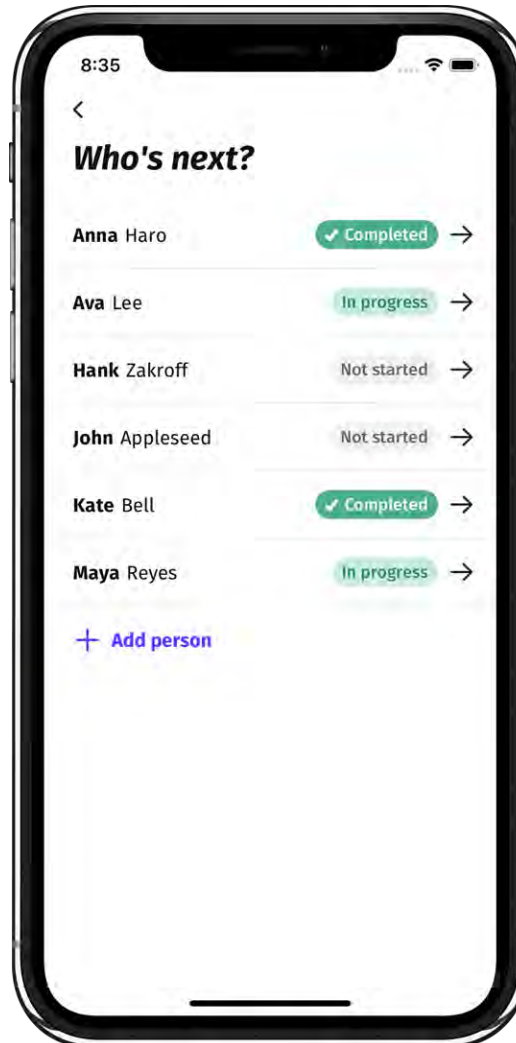 8:35
Who's next?
Anna Haro Completed
Ava Lee In progress
Hank Zakroff Not started
John Appleseed Not started
Kate Bell Completed
Maya Reyes In progress
Add person